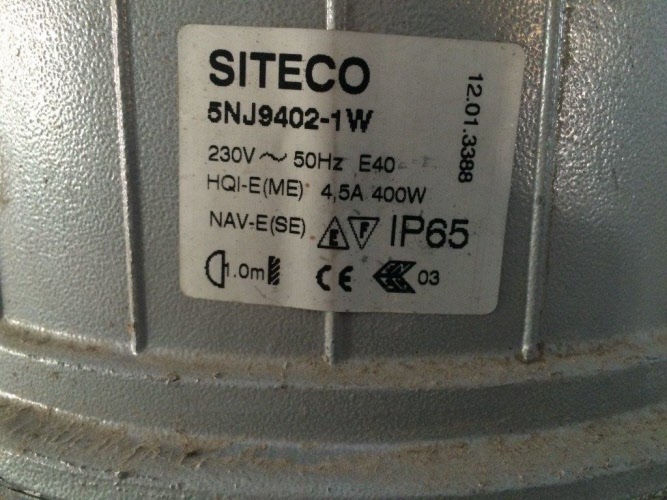 SITECO
5NJ9402-1W
230V ~ 50Hz E40
HQI-E(ME) 4,5A 400W
NAV-E(SE) E F IP65
1.0m CE 03
12.01.3388